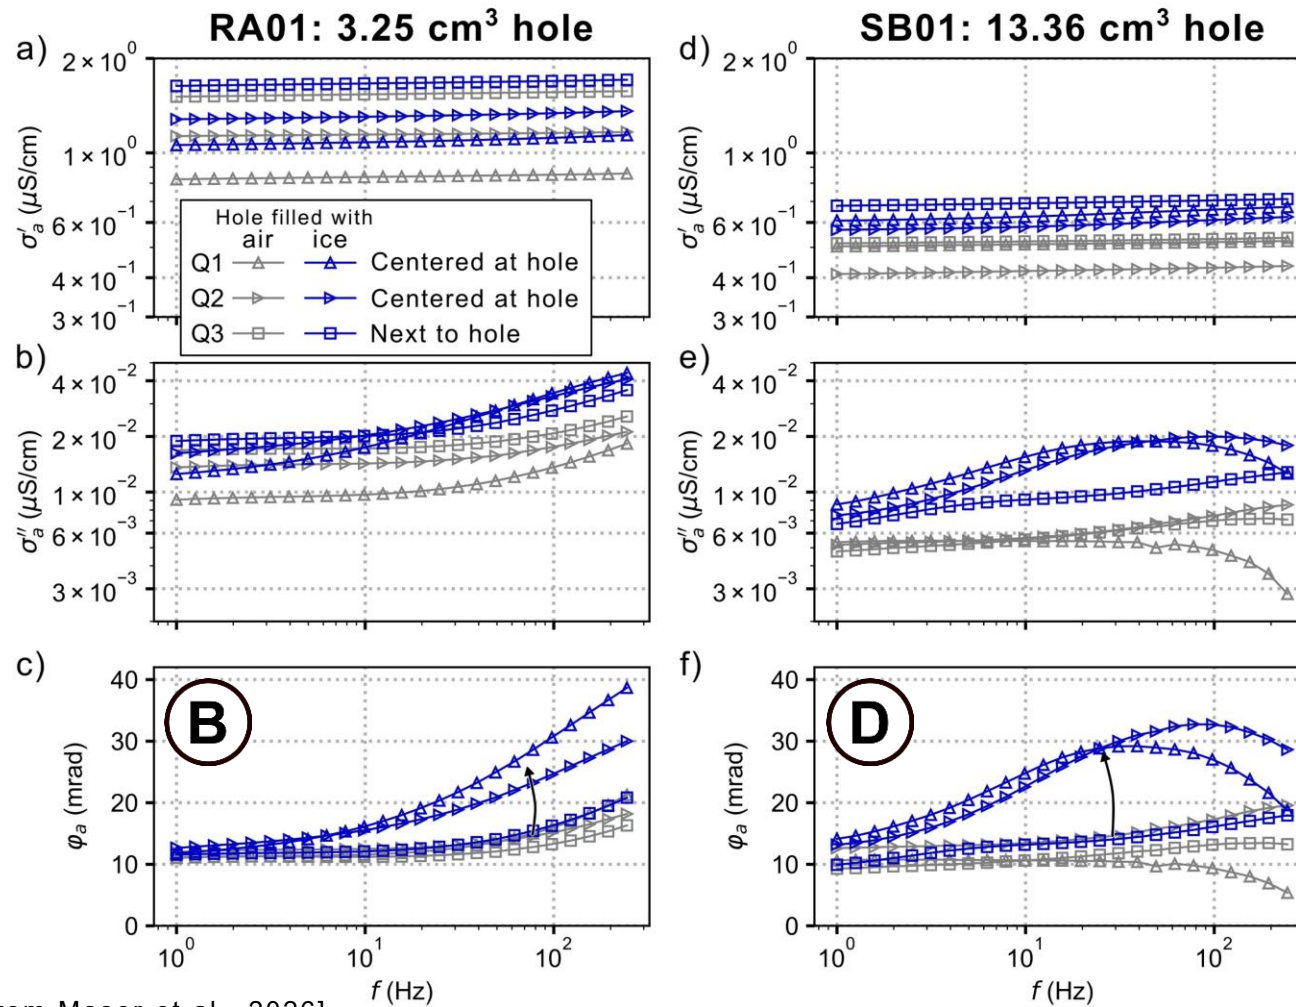 RA01: 3.25 cm³ hole
SB01: 13.36 cm³ hole
a)
2 × 10⁰
1 × 10⁰
6 × 10⁻¹
4 × 10⁻¹
3 × 10⁻¹
σ′ₐ (μS/cm)
Hole filled with
air ice
Q1 Centered at hole
Q2 Centered at hole
Q3 Next to hole
b)
4 × 10⁻²
2 × 10⁻²
1 × 10⁻²
6 × 10⁻³
3 × 10⁻³
σ″ₐ (μS/cm)
c)
B
40
30
20
10
0
φₐ (mrad)
10⁰ 10¹ 10²
f (Hz)
d)
2 × 10⁰
1 × 10⁰
6 × 10⁻¹
4 × 10⁻¹
3 × 10⁻¹
σ′ₐ (μS/cm)
e)
4 × 10⁻²
2 × 10⁻²
1 × 10⁻²
6 × 10⁻³
3 × 10⁻³
σ″ₐ (μS/cm)
f)
D
40
30
20
10
0
φₐ (mrad)
10⁰ 10¹ 10²
f (Hz)